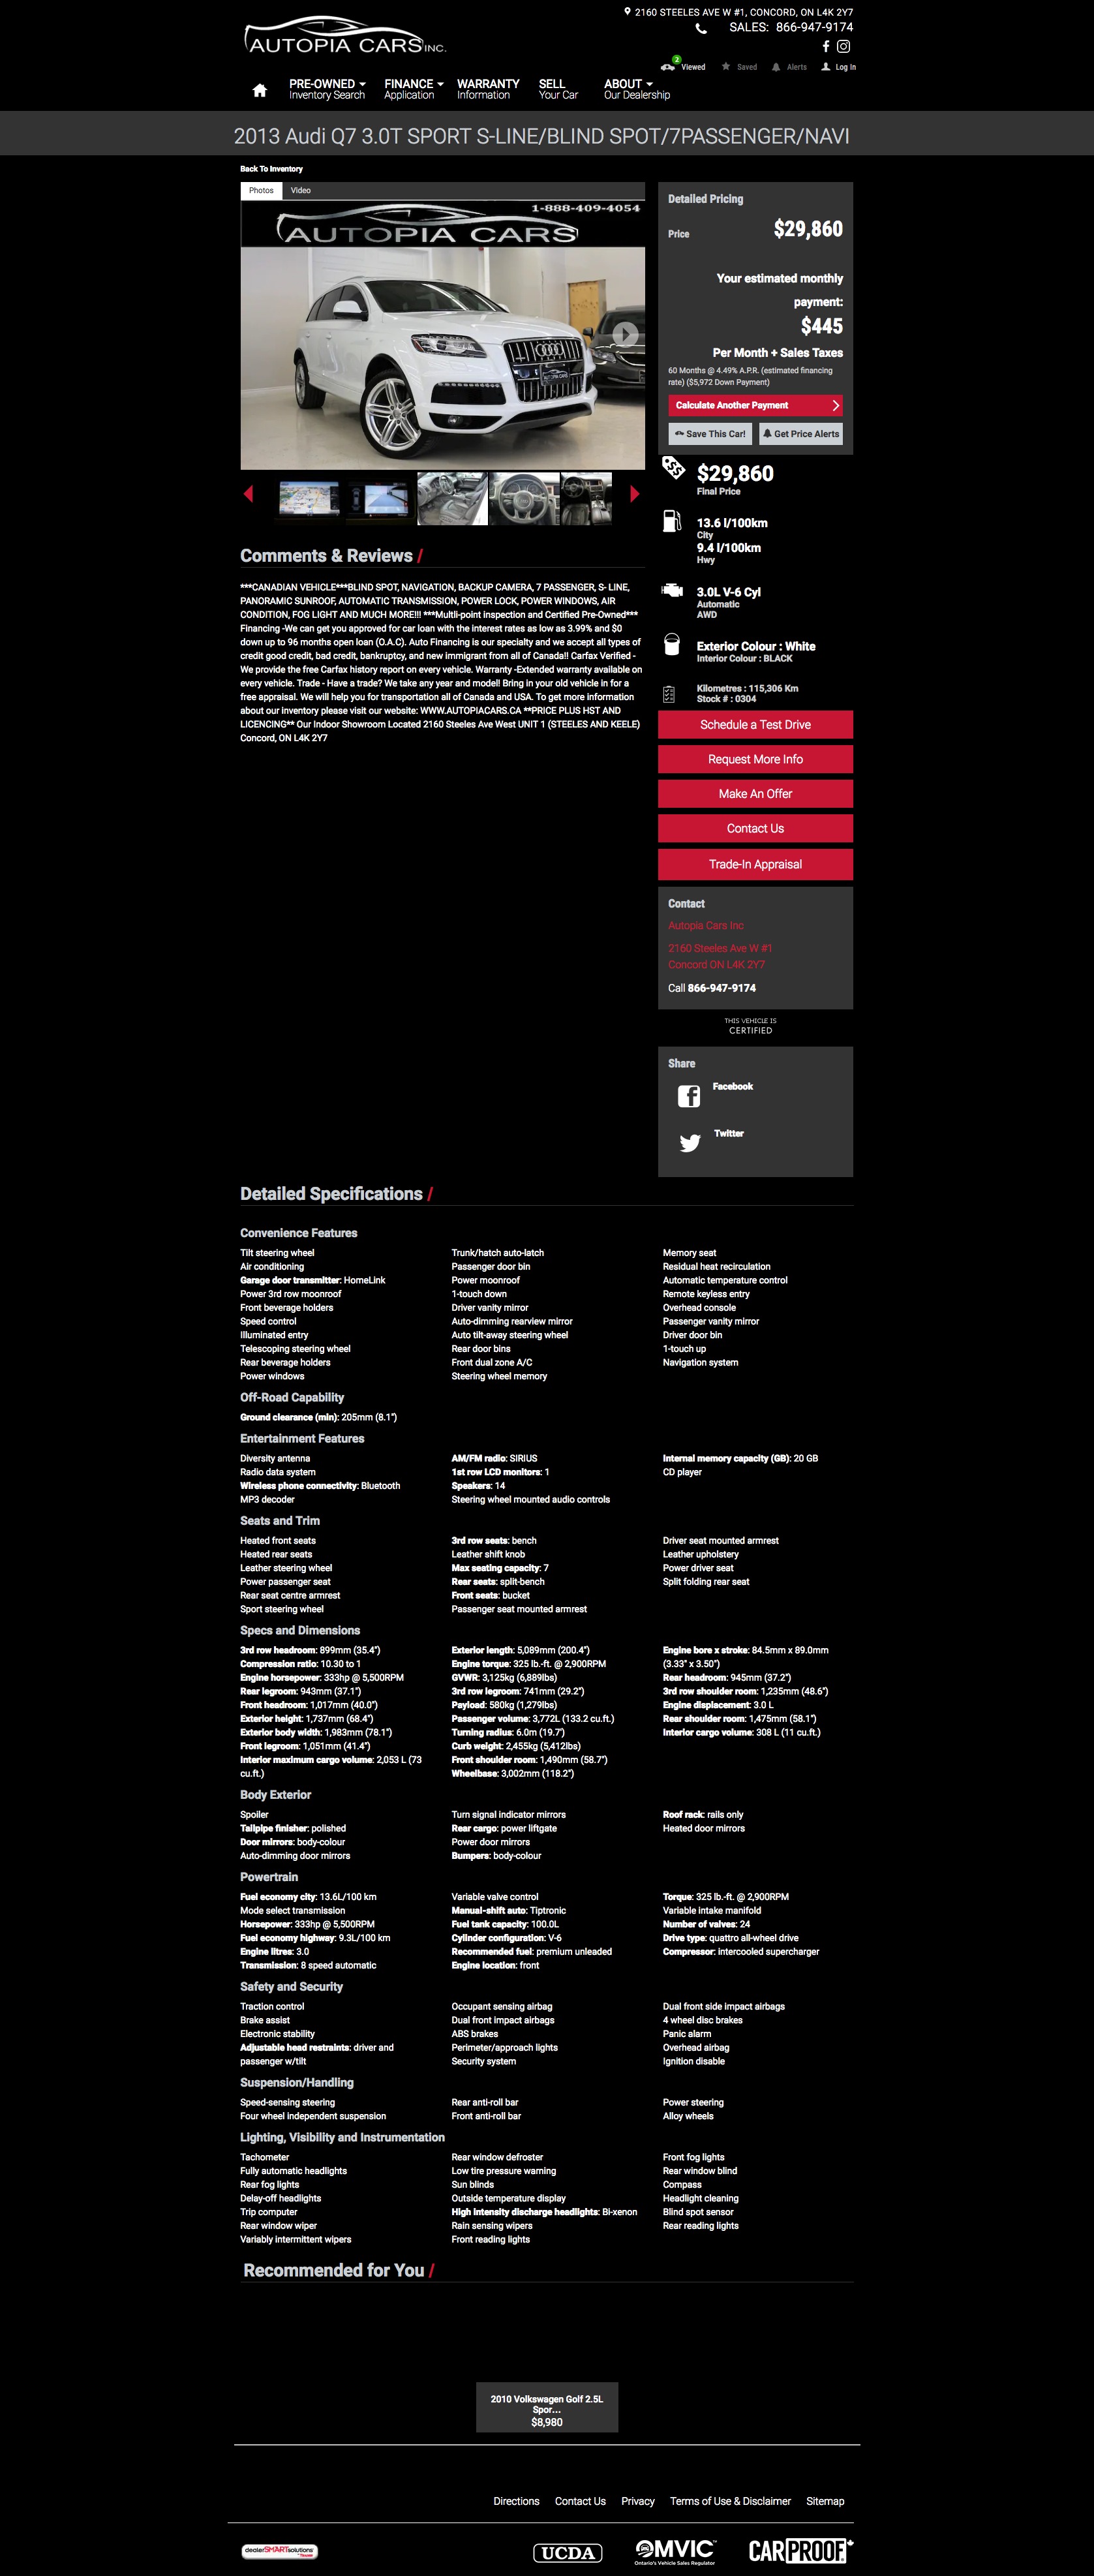 AUTOPIA CARS INC.
2160 STEELES AVE W #1, CONCORD, ON L4K 2Y7
SALES: 866-947-9174
2
Viewed
Saved
Alerts
Log In
PRE-OWNED
Inventory Search
FINANCE
Application
WARRANTY
Information
SELL
Your Car
ABOUT
Our Dealership
2013 Audi Q7 3.0T SPORT S-LINE/BLIND SPOT/7PASSENGER/NAVI
Back To Inventory
Photos
Video
1-888-409-4054
AUTOPIA CARS
AUTOPIA CARS
Detailed Pricing
Price
$29,860
Your estimated monthly
payment:
$445
Per Month + Sales Taxes
60 Months @ 4.49% A.P.R. (estimated financing
rate) ($5,972 Down Payment)
Calculate Another Payment
Save This Car!
Get Price Alerts
$29,860
Final Price
13.6 l/100km
City
9.4 l/100km
Hwy
3.0L V-6 Cyl
Automatic
AWD
Exterior Colour : White
Interior Colour : BLACK
Kilometres : 115,306 Km
Stock # : 0304
Comments & Reviews /
***CANADIAN VEHICLE***BLIND SPOT, NAVIGATION, BACKUP CAMERA, 7 PASSENGER, S- LINE,
PANORAMIC SUNROOF, AUTOMATIC TRANSMISSION, POWER LOCK, POWER WINDOWS, AIR
CONDITION, FOG LIGHT AND MUCH MORE!!! ***Multli-point inspection and Certified Pre-Owned***
Financing -We can get you approved for car loan with the interest rates as low as 3.99% and $0
down up to 96 months open loan (O.A.C). Auto Financing is our specialty and we accept all types of
credit good credit, bad credit, bankruptcy, and new immigrant from all of Canada!! Carfax Verified -
We provide the free Carfax history report on every vehicle. Warranty -Extended warranty available on
every vehicle. Trade - Have a trade? We take any year and model! Bring in your old vehicle in for a
free appraisal. We will help you for transportation all of Canada and USA. To get more information
about our inventory please visit our website: WWW.AUTOPIACARS.CA **PRICE PLUS HST AND
LICENCING** Our Indoor Showroom Located 2160 Steeles Ave West UNIT 1 (STEELES AND KEELE)
Concord, ON L4K 2Y7
Schedule a Test Drive
Request More Info
Make An Offer
Contact Us
Trade-In Appraisal
Contact
Autopia Cars Inc
2160 Steeles Ave W #1
Concord ON L4K 2Y7
Call 866-947-9174
THIS VEHICLE IS
CERTIFIED
Share
Facebook
Twitter
Detailed Specifications /
Convenience Features
Tilt steering wheel
Air conditioning
Garage door transmitter: HomeLink
Power 3rd row moonroof
Front beverage holders
Speed control
Illuminated entry
Telescoping steering wheel
Rear beverage holders
Power windows
Trunk/hatch auto-latch
Passenger door bin
Power moonroof
1-touch down
Driver vanity mirror
Auto-dimming rearview mirror
Auto tilt-away steering wheel
Rear door bins
Front dual zone A/C
Steering wheel memory
Memory seat
Residual heat recirculation
Automatic temperature control
Remote keyless entry
Overhead console
Passenger vanity mirror
Driver door bin
1-touch up
Navigation system
Off-Road Capability
Ground clearance (min): 205mm (8.1")
Entertainment Features
Diversity antenna
Radio data system
Wireless phone connectivity: Bluetooth
MP3 decoder
AM/FM radio: SIRIUS
1st row LCD monitors: 1
Speakers: 14
Steering wheel mounted audio controls
Internal memory capacity (GB): 20 GB
CD player
Seats and Trim
Heated front seats
Heated rear seats
Leather steering wheel
Power passenger seat
Rear seat centre armrest
Sport steering wheel
3rd row seats: bench
Leather shift knob
Max seating capacity: 7
Rear seats: split-bench
Front seats: bucket
Passenger seat mounted armrest
Driver seat mounted armrest
Leather upholstery
Power driver seat
Split folding rear seat
Specs and Dimensions
3rd row headroom: 899mm (35.4")
Compression ratio: 10.30 to 1
Engine horsepower: 333hp @ 5,500RPM
Rear legroom: 943mm (37.1")
Front headroom: 1,017mm (40.0")
Exterior height: 1,737mm (68.4")
Exterior body width: 1,983mm (78.1")
Front legroom: 1,051mm (41.4")
Interior maximum cargo volume: 2,053 L (73
cu.ft.)
Exterior length: 5,089mm (200.4")
Engine torque: 325 lb.-ft. @ 2,900RPM
GVWR: 3,125kg (6,889lbs)
3rd row legroom: 741mm (29.2")
Payload: 580kg (1,279lbs)
Passenger volume: 3,772L (133.2 cu.ft.)
Turning radius: 6.0m (19.7')
Curb weight: 2,455kg (5,412lbs)
Front shoulder room: 1,490mm (58.7")
Wheelbase: 3,002mm (118.2")
Engine bore x stroke: 84.5mm x 89.0mm
(3.33" x 3.50")
Rear headroom: 945mm (37.2")
3rd row shoulder room: 1,235mm (48.6")
Engine displacement: 3.0 L
Rear shoulder room: 1,475mm (58.1")
Interior cargo volume: 308 L (11 cu.ft.)
Body Exterior
Spoiler
Tailpipe finisher: polished
Door mirrors: body-colour
Auto-dimming door mirrors
Turn signal indicator mirrors
Rear cargo: power liftgate
Power door mirrors
Bumpers: body-colour
Roof rack: rails only
Heated door mirrors
Powertrain
Fuel economy city: 13.6L/100 km
Mode select transmission
Horsepower: 333hp @ 5,500RPM
Fuel economy highway: 9.3L/100 km
Engine litres: 3.0
Transmission: 8 speed automatic
Variable valve control
Manual-shift auto: Tiptronic
Fuel tank capacity: 100.0L
Cylinder configuration: V-6
Recommended fuel: premium unleaded
Engine location: front
Torque: 325 lb.-ft. @ 2,900RPM
Variable intake manifold
Number of valves: 24
Drive type: quattro all-wheel drive
Compressor: intercooled supercharger
Safety and Security
Traction control
Brake assist
Electronic stability
Adjustable head restraints: driver and
passenger w/tilt
Occupant sensing airbag
Dual front impact airbags
ABS brakes
Perimeter/approach lights
Security system
Dual front side impact airbags
4 wheel disc brakes
Panic alarm
Overhead airbag
Ignition disable
Suspension/Handling
Speed-sensing steering
Four wheel independent suspension
Rear anti-roll bar
Front anti-roll bar
Power steering
Alloy wheels
Lighting, Visibility and Instrumentation
Tachometer
Fully automatic headlights
Rear fog lights
Delay-off headlights
Trip computer
Rear window wiper
Variably intermittent wipers
Rear window defroster
Low tire pressure warning
Sun blinds
Outside temperature display
High intensity discharge headlights: Bi-xenon
Rain sensing wipers
Front reading lights
Front fog lights
Rear window blind
Compass
Headlight cleaning
Blind spot sensor
Rear reading lights
Recommended for You /
2010 Volkswagen Golf 2.5L
Spor...
$8,980
Directions
Contact Us
Privacy
Terms of Use & Disclaimer
Sitemap
dealerSMARTsolutions
UCDA
OMVIC
Ontario's Vehicle Sales Regulator
CARPROOF